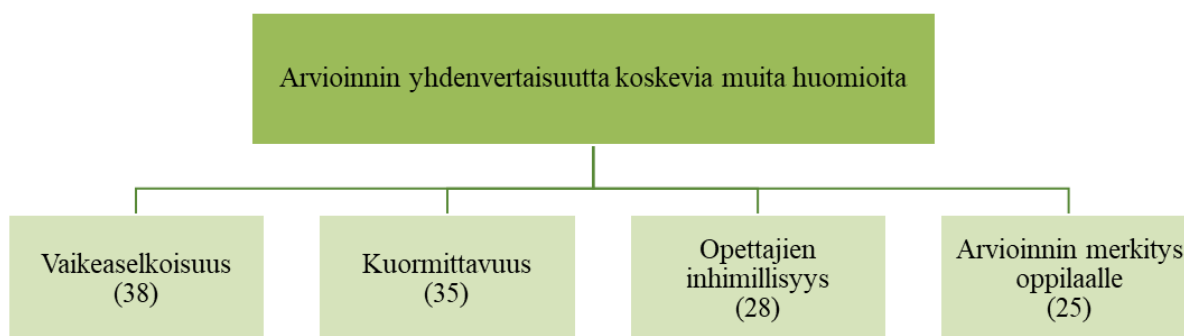 Arvioinnin yhdenvertaisuutta koskevia muita huomioita
Vaikeaselkoisuus
(38)
Kuormittavuus
(35)
Opettajien
inhimillisyys
(28)
Arvioinnin merkitys
oppilaalle
(25)